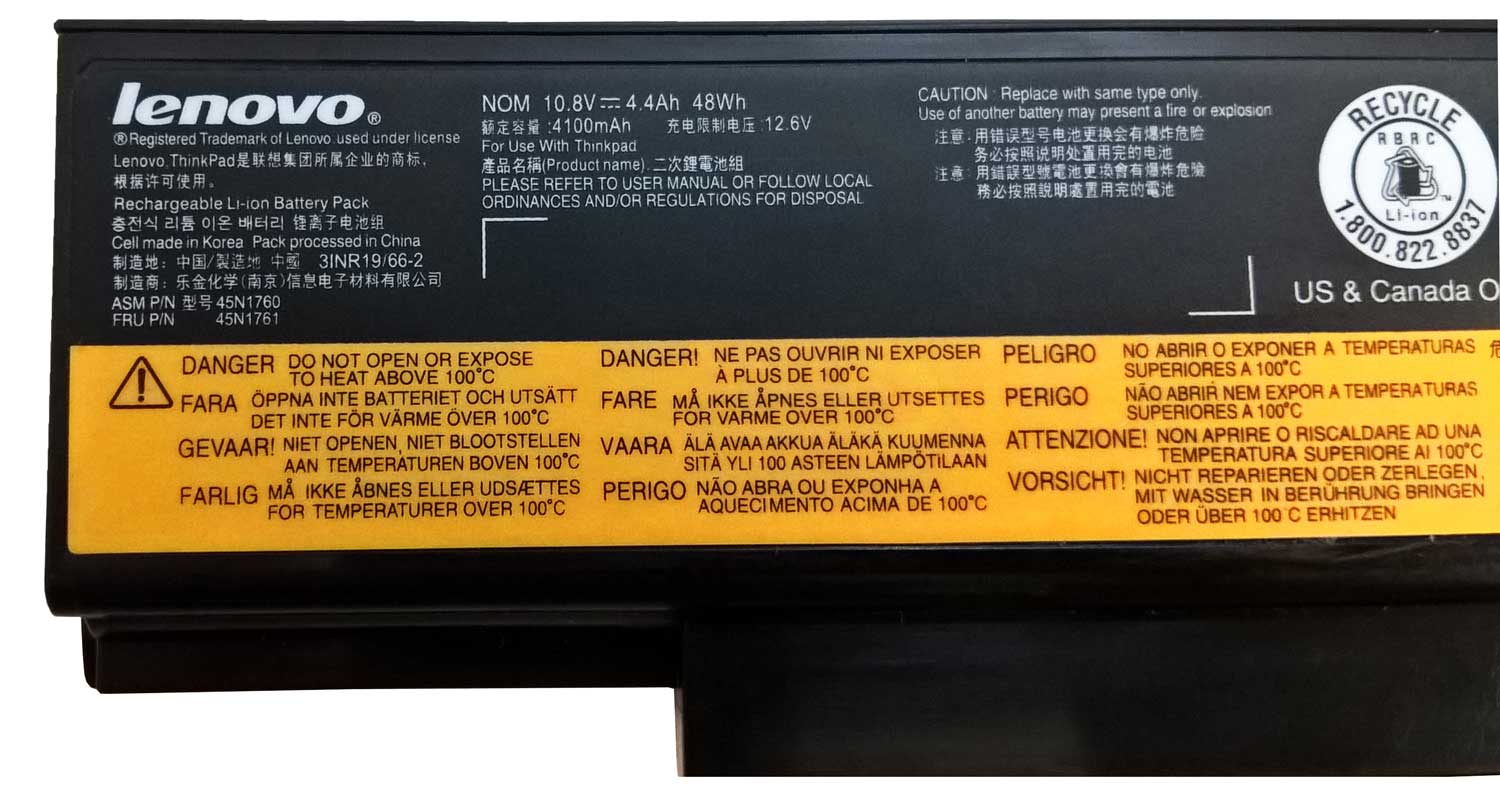 lenovo®
®Registered Trademark of Lenovo used under license
Lenovo.ThinkPad是联想集团所属企业的商标，
根据许可使用。
Rechargeable Li-ion Battery Pack
충전식 리튬 이온 배터리 锂离子电池组
Cell made in Korea Pack processed in China
制造地: 中国/製造地 中國 3INR19/66-2
制造商: 乐金化学(南京)信息电子材料有限公司
ASM P/N 型号 45N1760
FRU P/N 45N1761
NOM 10.8V⎓4.4Ah 48Wh
额定容量:4100mAh 充电限制电压:12.6V
For Use With Thinkpad
產品名稱(Product name).二次鋰電池組
PLEASE REFER TO USER MANUAL OR FOLLOW LOCAL
ORDINANCES AND/OR REGULATIONS FOR DISPOSAL
CAUTION : Replace with same type only.
Use of another battery may present a fire or explosion
注意: 用错误型号电池更换会有爆炸危险
务必按照说明处置用完的电池
注意: 用錯誤型號電池更換會有爆炸危險
務必按照說明處置用完的電池
RECYCLE
RBRC
Li-ion
TM
1.800.822.8837
US & Canada O
DANGER DO NOT OPEN OR EXPOSE
TO HEAT ABOVE 100°C
FARA ÖPPNA INTE BATTERIET OCH UTSÄTT
DET INTE FÖR VÄRME ÖVER 100°C
GEVAAR! NIET OPENEN, NIET BLOOTSTELLEN
AAN TEMPERATUREN BOVEN 100°C
FARLIG MÅ IKKE ÅBNES ELLER UDSÆTTES
FOR TEMPERATURER OVER 100°C
DANGER! NE PAS OUVRIR NI EXPOSER
À PLUS DE 100°C
FARE MÅ IKKE ÅPNES ELLER UTSETTES
FOR VARME OVER 100°C
VAARA ÄLÄ AVAA AKKUA ÄLÄKÄ KUUMENNA
SITÄ YLI 100 ASTEEN LÄMPÖTILAAN
PERIGO NÃO ABRA OU EXPONHA A
AQUECIMENTO ACIMA DE 100°C
PELIGRO NO ABRIR O EXPONER A TEMPERATURAS
SUPERIORES A 100°C
PERIGO NÃO ABRIR NEM EXPOR A TEMPERATURAS
SUPERIORES A 100°C
ATTENZIONE! NON APRIRE O RISCALDARE AD UNA
TEMPERATURA SUPERIORE AI 100°C
VORSICHT! NICHT REPARIEREN ODER ZERLEGEN,
MIT WASSER IN BERÜHRUNG BRINGEN
ODER ÜBER 100 C ERHITZEN